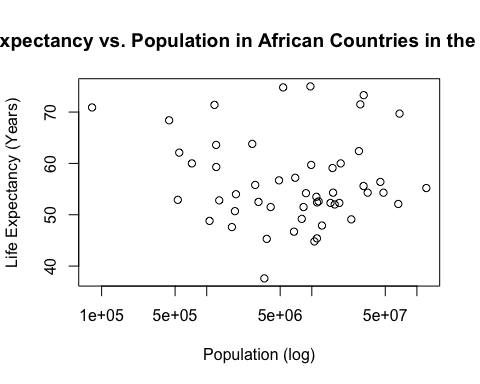 xpectancy vs. Population in African Countries in the
Life Expectancy (Years)
70
60
50
40
1e+05 5e+05 5e+06 5e+07
Population (log)